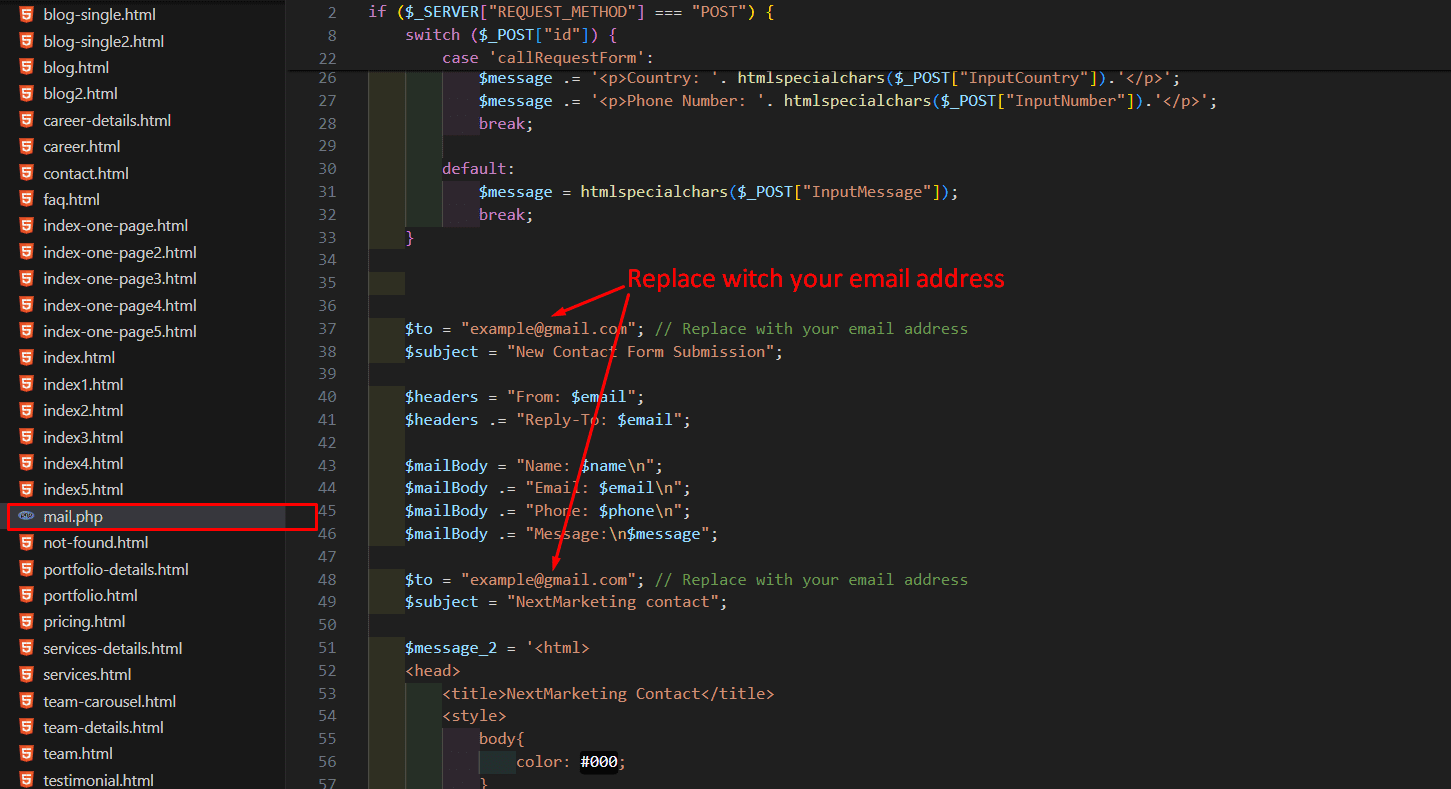 blog-single.html
blog-single2.html
blog.html
blog2.html
career-details.html
career.html
contact.html
faq.html
index-one-page.html
index-one-page2.html
index-one-page3.html
index-one-page4.html
index-one-page5.html
index.html
index1.html
index2.html
index3.html
index4.html
index5.html
mail.php
not-found.html
portfolio-details.html
portfolio.html
pricing.html
services-details.html
services.html
team-carousel.html
team-details.html
team.html
testimonial.html
2 if ($_SERVER["REQUEST_METHOD"] === "POST") {
8 switch ($_POST["id"]) {
22 case 'callRequestForm':
26 $message .= '<p>Country: '. htmlspecialchars($_POST["InputCountry"]).'</p>';
27 $message .= '<p>Phone Number: '. htmlspecialchars($_POST["InputNumber"]).'</p>';
28 break;
29
30 default:
31 $message = htmlspecialchars($_POST["InputMessage"]);
32 break;
33 }
34
35
Replace witch your email address
36
37 $to = "example@gmail.com"; // Replace with your email address
38 $subject = "New Contact Form Submission";
39
40 $headers = "From: $email";
41 $headers .= "Reply-To: $email";
42
43 $mailBody = "Name: $name\n";
44 $mailBody .= "Email: $email\n";
45 $mailBody .= "Phone: $phone\n";
46 $mailBody .= "Message:\n$message";
47
48 $to = "example@gmail.com"; // Replace with your email address
49 $subject = "NextMarketing contact";
50
51 $message_2 = '<html>
52 <head>
53 <title>NextMarketing Contact</title>
54 <style>
55 body{
56 color: #000;
57 }